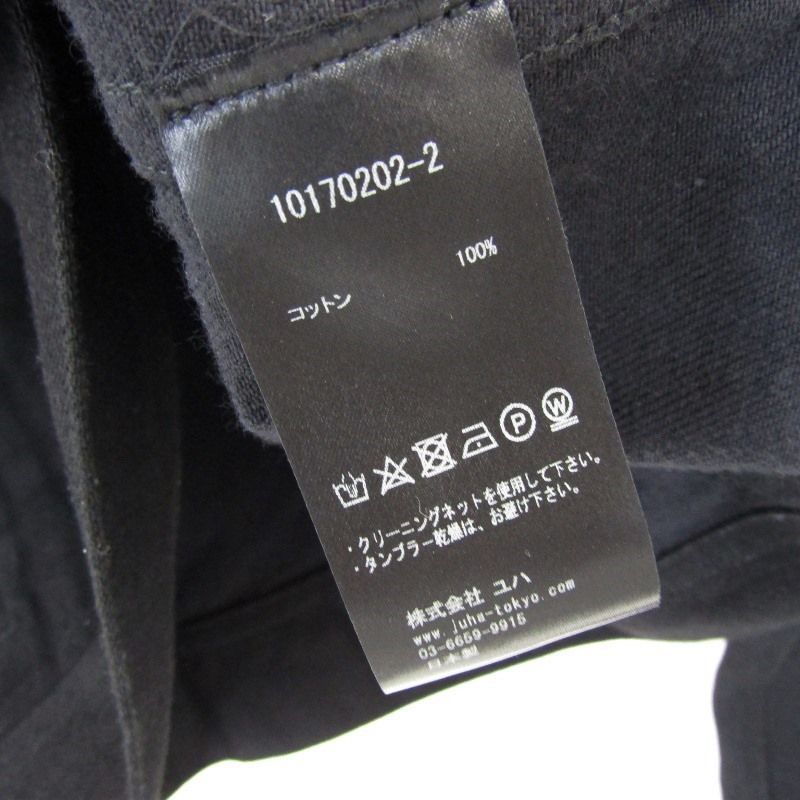 10170202-2
100%
コットン
P W
・クリーニングネットを使用して下さい。
・タンブラー乾燥は、お避け下さい。
株式会社 ユハ
www.juha-tokyo.com
03-6659-9915
日本製